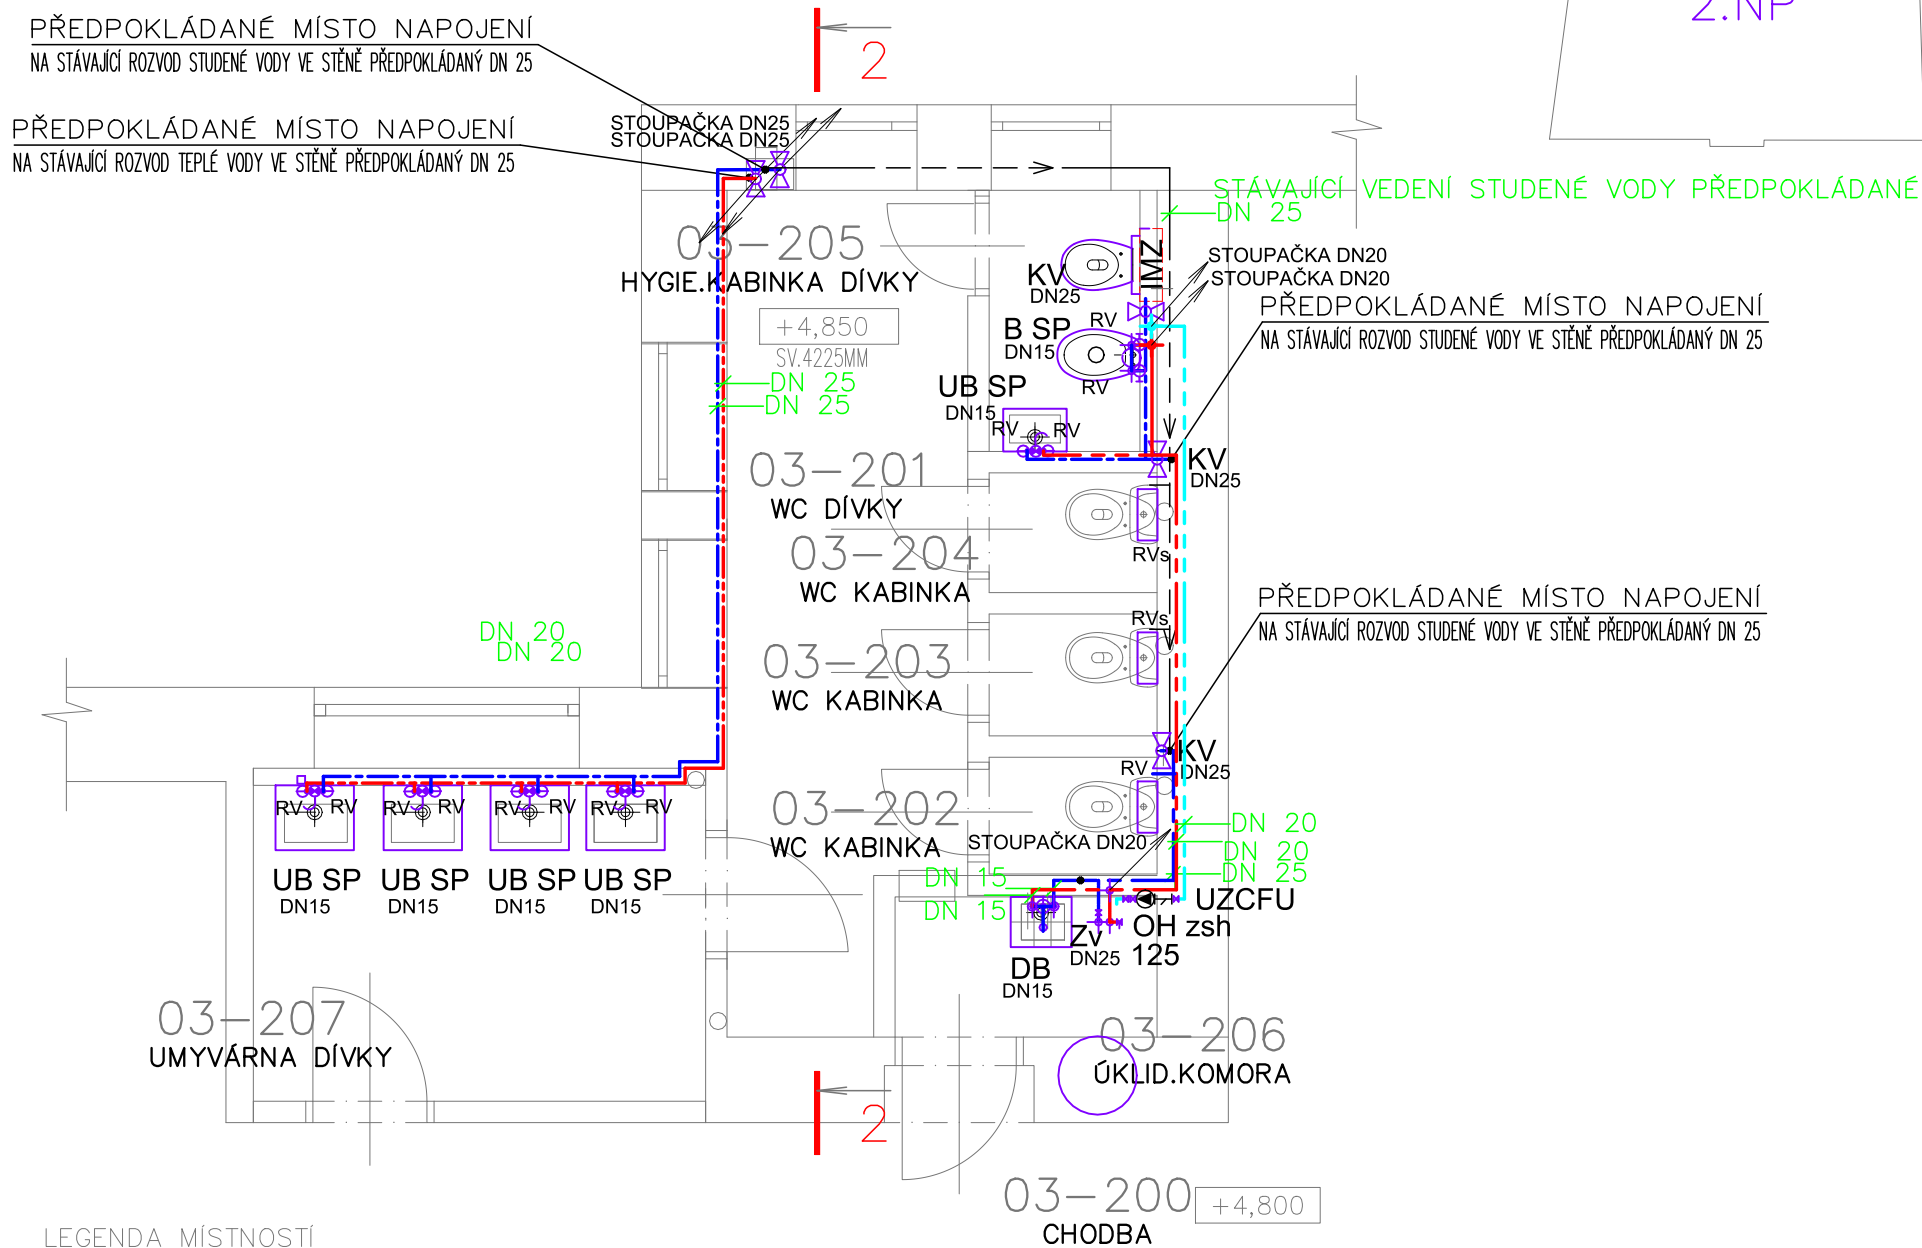 PŘEDPOKLÁDANÉ MÍSTO NAPOJENÍ
NA STÁVAJÍCÍ ROZVOD STUDENÉ VODY VE STĚNĚ PŘEDPOKLÁDANÝ DN 25
2
2.NP
PŘEDPOKLÁDANÉ MÍSTO NAPOJENÍ
NA STÁVAJÍCÍ ROZVOD TEPLÉ VODY VE STĚNĚ PŘEDPOKLÁDANÝ DN 25
STOUPAČKA DN25
STOUPAČKA DN25
STÁVAJÍCÍ VEDENÍ STUDENÉ VODY PŘEDPOKLÁDANÉ
DN 25
03-205
HYGIE.KABINKA DÍVKY
+4,850
SV.4225MM
DN 25
DN 25
KV
DN25
IMZ
STOUPAČKA DN20
STOUPAČKA DN20
B SP
DN15
RV
RV
PŘEDPOKLÁDANÉ MÍSTO NAPOJENÍ
NA STÁVAJÍCÍ ROZVOD STUDENÉ VODY VE STĚNĚ PŘEDPOKLÁDANÝ DN 25
UB SP
DN15
RV
RV
KV
DN25
03-201
WC DÍVKY
03-204
WC KABINKA
RVs
PŘEDPOKLÁDANÉ MÍSTO NAPOJENÍ
NA STÁVAJÍCÍ ROZVOD STUDENÉ VODY VE STĚNĚ PŘEDPOKLÁDANÝ DN 25
RVs
DN 20
DN 20
03-203
WC KABINKA
KV
DN25
RV
03-202
WC KABINKA
STOUPAČKA DN20
DN 20
DN 20
DN 25
RV RV RV RV RV RV RV RV
UB SP UB SP UB SP UB SP
DN15 DN15 DN15 DN15
DN 15
DN 15
UZCFU
OH zsh
125
Zv
DN25
DB
DN15
03-207
UMYVÁRNA DÍVKY
03-206
ÚKLID.KOMORA
2
03-200
+4,800
CHODBA
LEGENDA MÍSTNOSTÍ